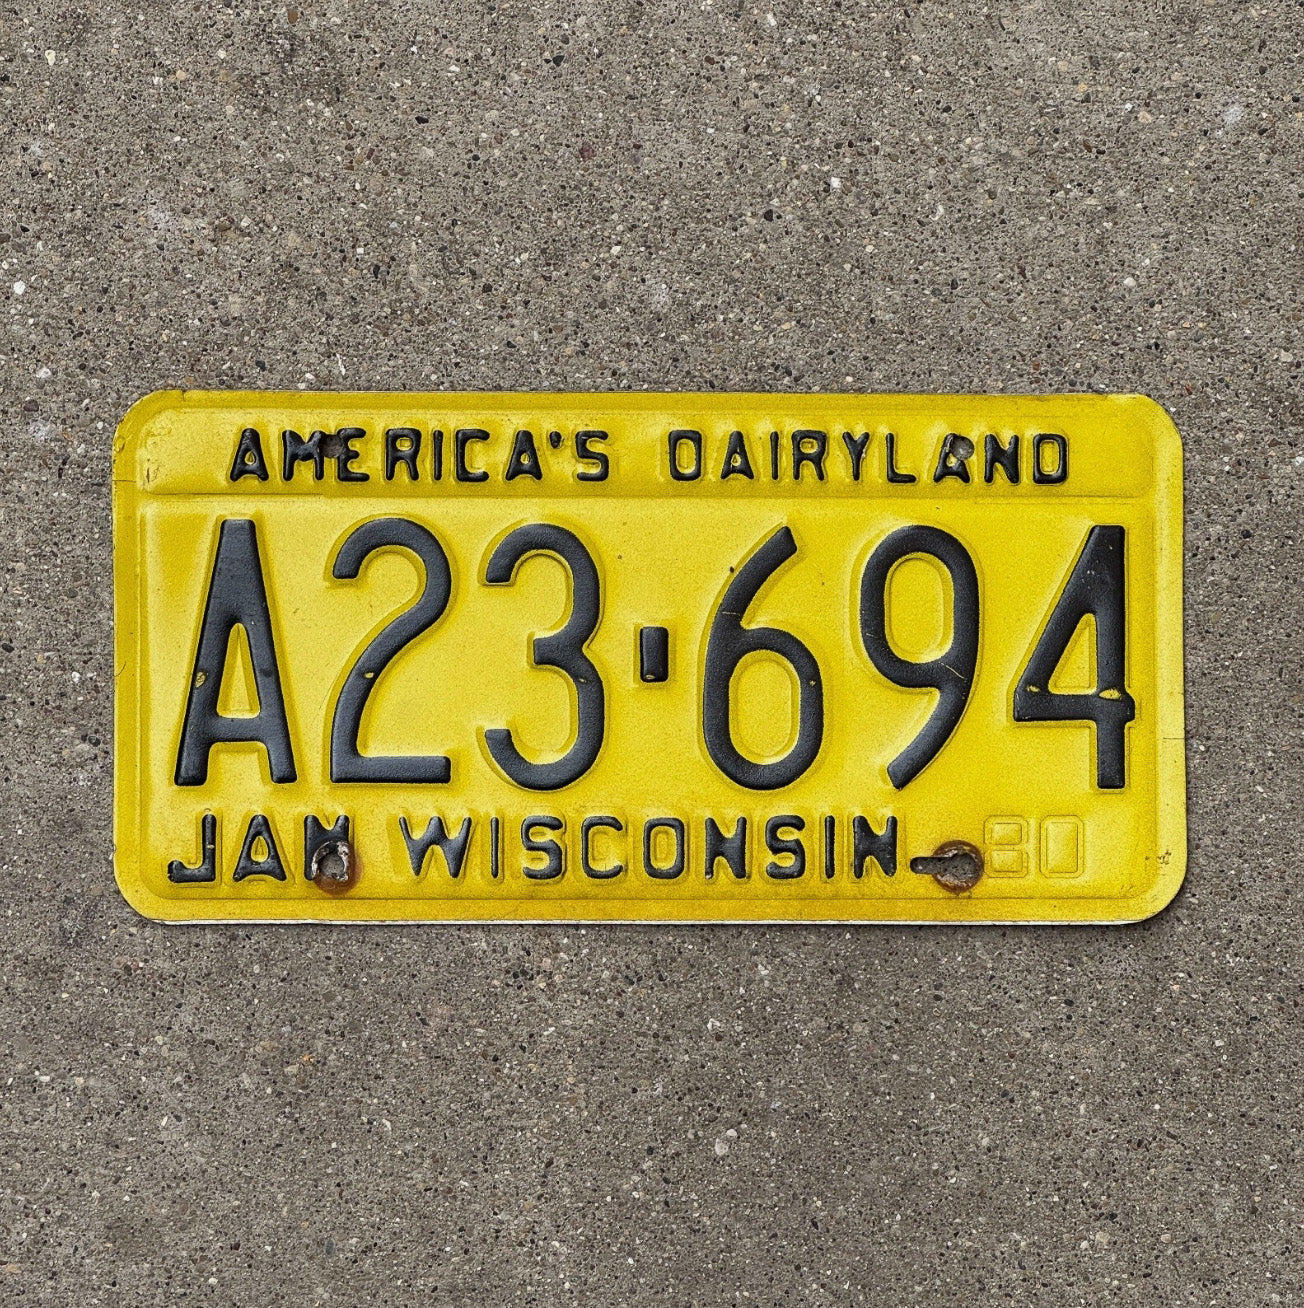 AMERICA'S DAIRYLAND
A23-694
JAN WISCONSIN 80